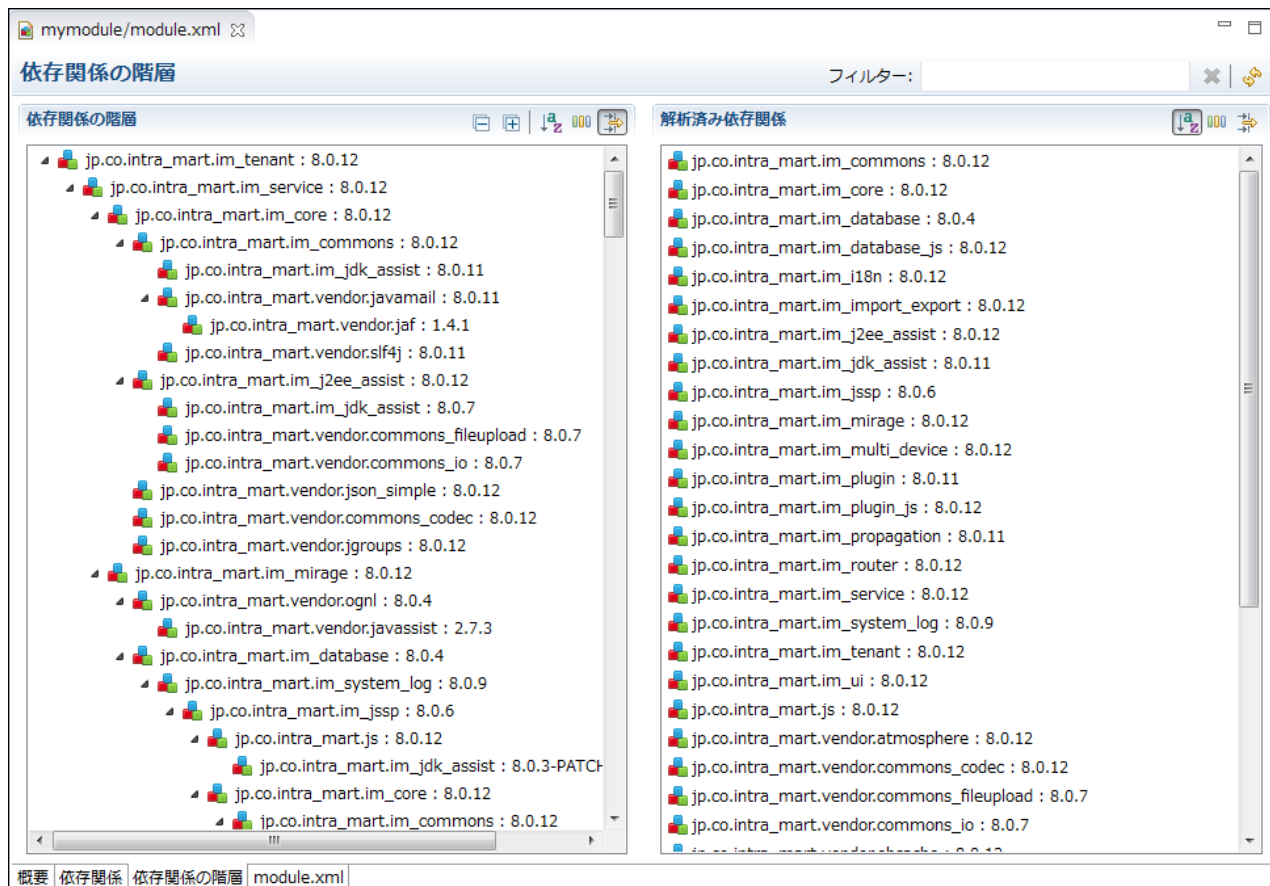 mymodule/module.xml
依存関係の階層
フィルター:
依存関係の階層
jp.co.intra_mart.im_tenant : 8.0.12
jp.co.intra_mart.im_service : 8.0.12
jp.co.intra_mart.im_core : 8.0.12
jp.co.intra_mart.im_commons : 8.0.12
jp.co.intra_mart.im_jdk_assist : 8.0.11
jp.co.intra_mart.vendor.javamail : 8.0.11
jp.co.intra_mart.vendor.jaf : 1.4.1
jp.co.intra_mart.vendor.slf4j : 8.0.11
jp.co.intra_mart.im_j2ee_assist : 8.0.12
jp.co.intra_mart.im_jdk_assist : 8.0.7
jp.co.intra_mart.vendor.commons_fileupload : 8.0.7
jp.co.intra_mart.vendor.commons_io : 8.0.7
jp.co.intra_mart.vendor.json_simple : 8.0.12
jp.co.intra_mart.vendor.commons_codec : 8.0.12
jp.co.intra_mart.vendor.jgroups : 8.0.12
jp.co.intra_mart.im_mirage : 8.0.12
jp.co.intra_mart.vendor.ognl : 8.0.4
jp.co.intra_mart.vendor.javassist : 2.7.3
jp.co.intra_mart.im_database : 8.0.4
jp.co.intra_mart.im_system_log : 8.0.9
jp.co.intra_mart.im_jssp : 8.0.6
jp.co.intra_mart.js : 8.0.12
jp.co.intra_mart.im_jdk_assist : 8.0.3-PATCH
jp.co.intra_mart.im_core : 8.0.12
jp.co.intra_mart.im_commons : 8.0.12
解析済み依存関係
jp.co.intra_mart.im_commons : 8.0.12
jp.co.intra_mart.im_core : 8.0.12
jp.co.intra_mart.im_database : 8.0.4
jp.co.intra_mart.im_database_js : 8.0.12
jp.co.intra_mart.im_i18n : 8.0.12
jp.co.intra_mart.im_import_export : 8.0.12
jp.co.intra_mart.im_j2ee_assist : 8.0.12
jp.co.intra_mart.im_jdk_assist : 8.0.11
jp.co.intra_mart.im_jssp : 8.0.6
jp.co.intra_mart.im_mirage : 8.0.12
jp.co.intra_mart.im_multi_device : 8.0.12
jp.co.intra_mart.im_plugin : 8.0.11
jp.co.intra_mart.im_plugin_js : 8.0.12
jp.co.intra_mart.im_propagation : 8.0.11
jp.co.intra_mart.im_router : 8.0.12
jp.co.intra_mart.im_service : 8.0.12
jp.co.intra_mart.im_system_log : 8.0.9
jp.co.intra_mart.im_tenant : 8.0.12
jp.co.intra_mart.im_ui : 8.0.12
jp.co.intra_mart.js : 8.0.12
jp.co.intra_mart.vendor.atmosphere : 8.0.12
jp.co.intra_mart.vendor.commons_codec : 8.0.12
jp.co.intra_mart.vendor.commons_fileupload : 8.0.7
jp.co.intra_mart.vendor.commons_io : 8.0.7
概要 依存関係 依存関係の階層 module.xml